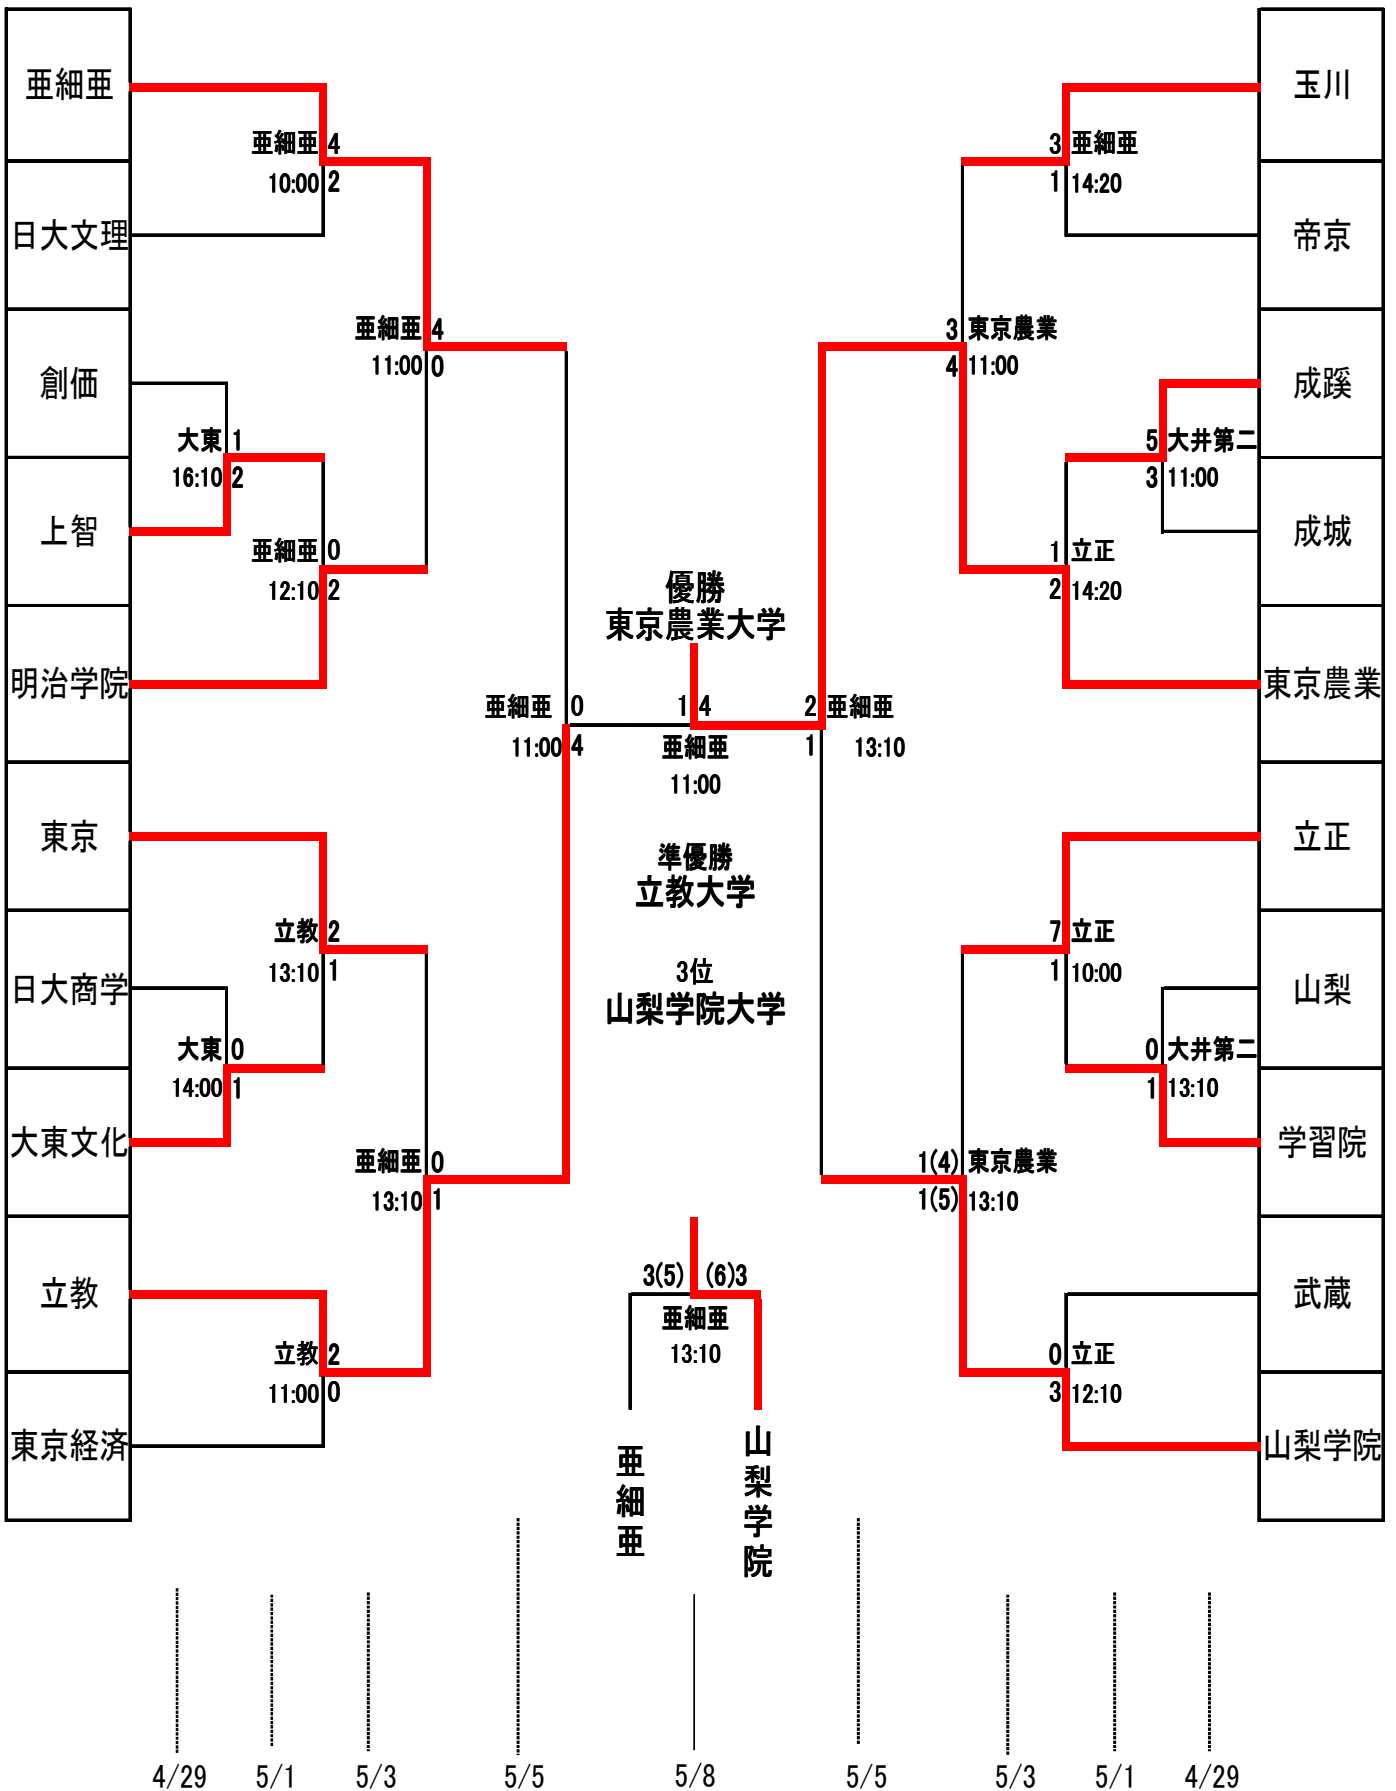 亜細亜
日大文理
創価
上智
明治学院
東京
日大商学
大東文化
立教
東京経済
亜細亜 4
10:00 2
亜細亜 4
11:00 0
大東 1
16:10 2
亜細亜 0
12:10 2
亜細亜 0
11:00 4
立教 2
13:10 1
大東 0
14:00 1
亜細亜 0
13:10 1
立教 2
11:00 0
優勝
東京農業大学
1 4
亜細亜
11:00
準優勝
立教大学
3位
山梨学院大学
3(5) (6)3
亜細亜
13:10
亜細亜
山梨学院
3 亜細亜
1 14:20
3 東京農業
4 11:00
5 大井第二
3 11:00
1 立正
2 14:20
2 亜細亜
1 13:10
7 立正
1 10:00
0 大井第二
1 13:10
1(4) 東京農業
1(5) 13:10
0 立正
3 12:10
玉川
帝京
成蹊
成城
東京農業
立正
山梨
学習院
武蔵
山梨学院
4/29 5/1 5/3 5/5 5/8 5/5 5/3 5/1 4/29